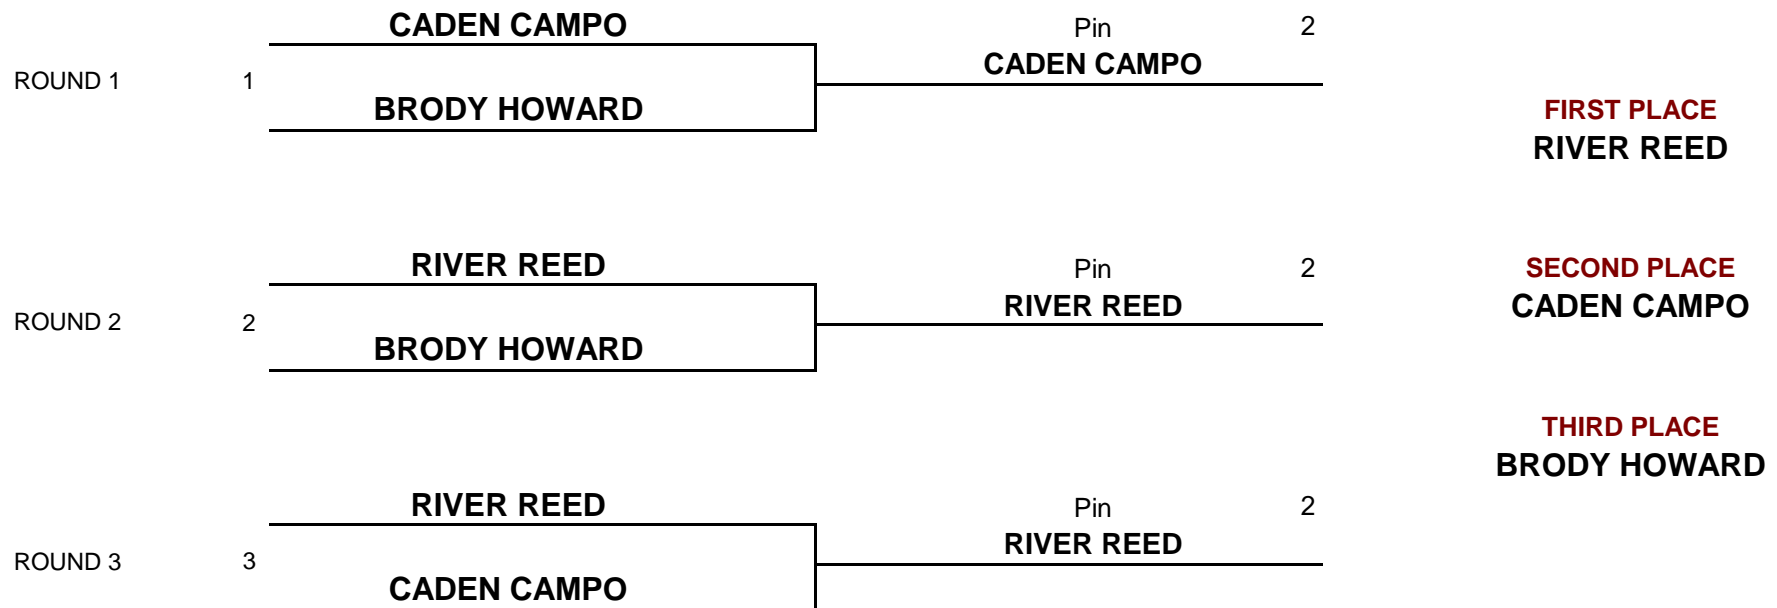 CADEN CAMPO
Pin 2
CADEN CAMPO
ROUND 1 1
BRODY HOWARD
FIRST PLACE
RIVER REED
RIVER REED
Pin 2
RIVER REED
ROUND 2 2
BRODY HOWARD
SECOND PLACE
CADEN CAMPO
THIRD PLACE
BRODY HOWARD
RIVER REED
Pin 2
RIVER REED
ROUND 3 3
CADEN CAMPO